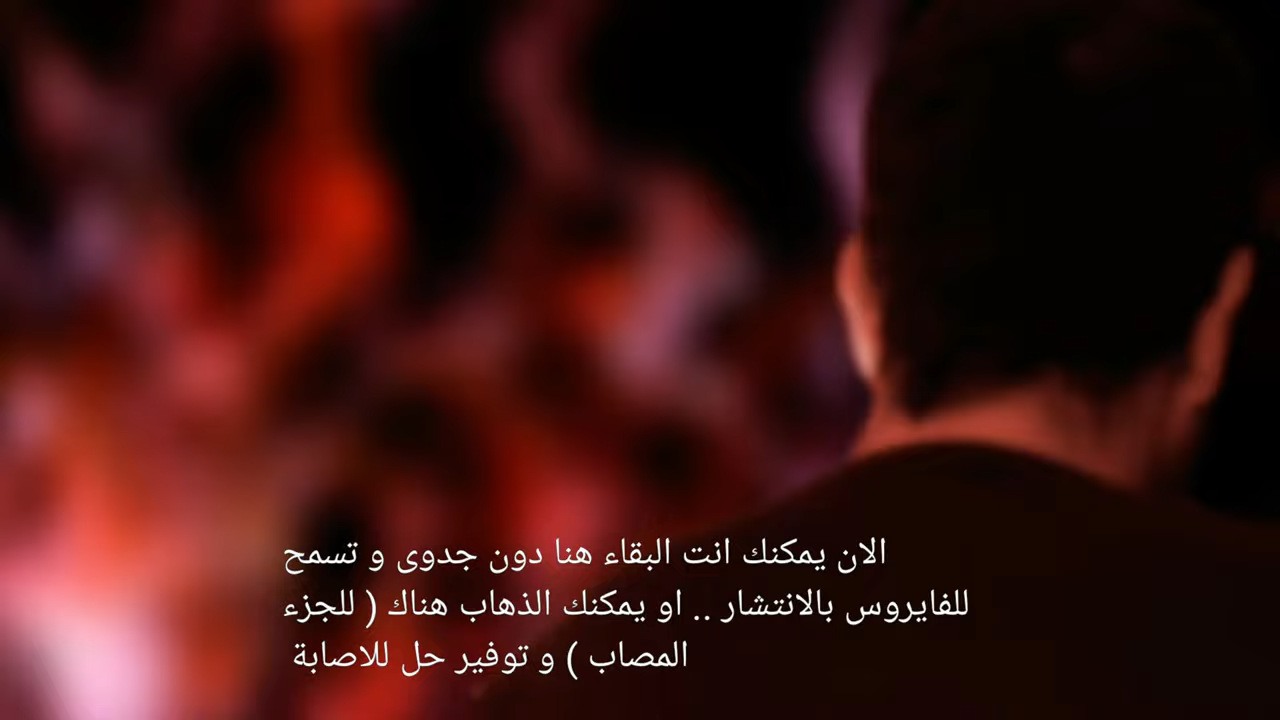 الان يمكنك انت البقاء هنا دون جدوى و تسمح
للفايروس بالانتشار .. او يمكنك الذهاب هناك ( للجزء
المصاب ) و توفير حل للاصابة